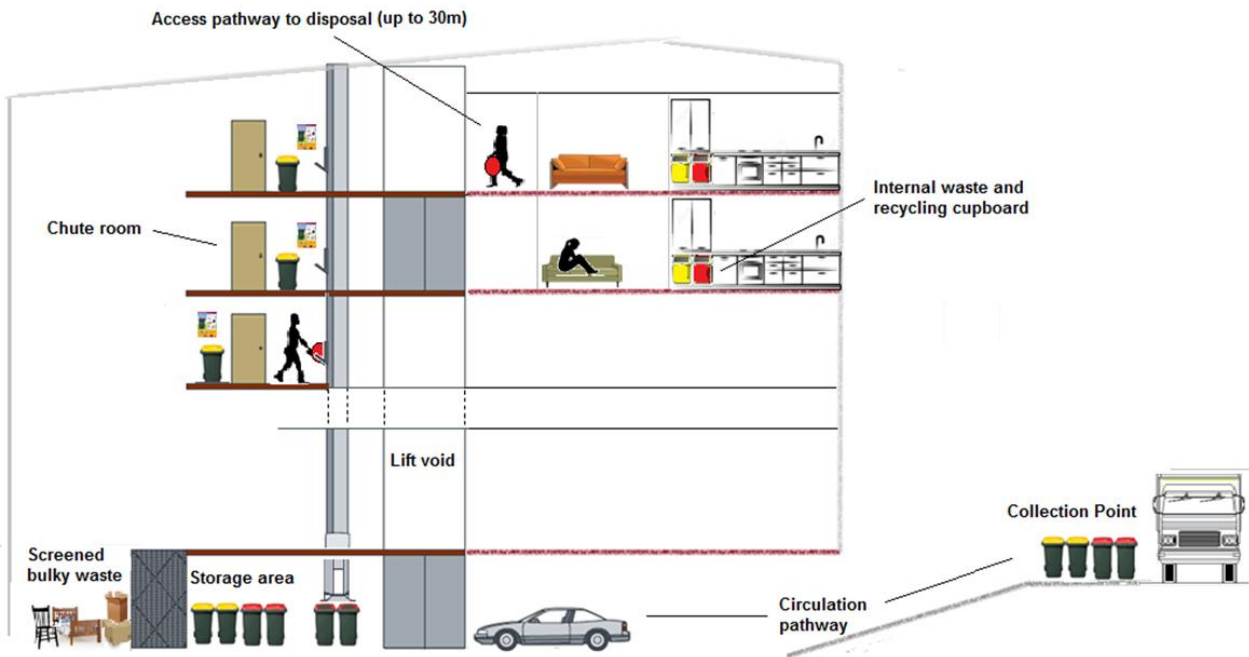 Access pathway to disposal (up to 30m)
Internal waste and
recycling cupboard
Chute room
Lift void
Collection Point
Screened
bulky waste
Storage area
Circulation
pathway